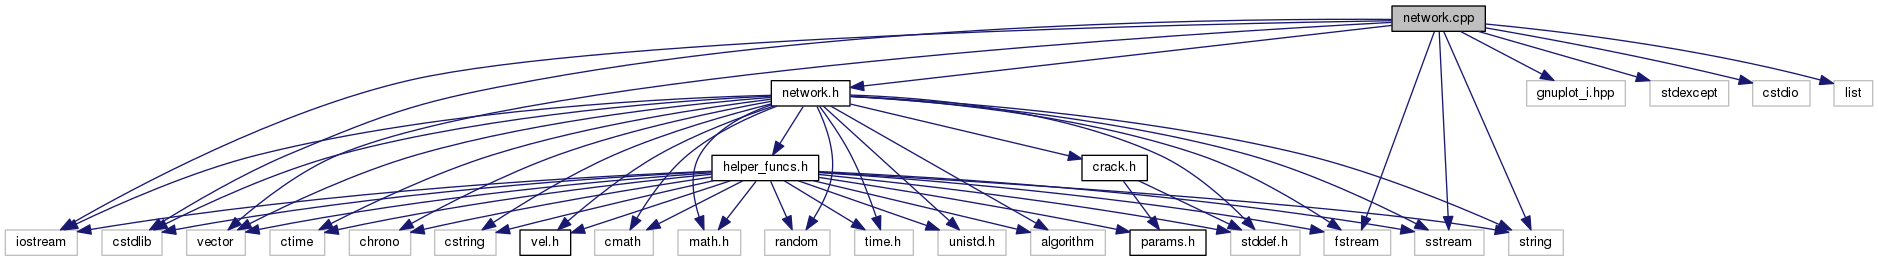 network.cpp
network.h
gnuplot_i.hpp
stdexcept
cstdio
list
helper_funcs.h
crack.h
iostream
cstdlib
vector
ctime
chrono
cstring
vel.h
cmath
math.h
random
time.h
unistd.h
algorithm
params.h
stddef.h
fstream
sstream
string